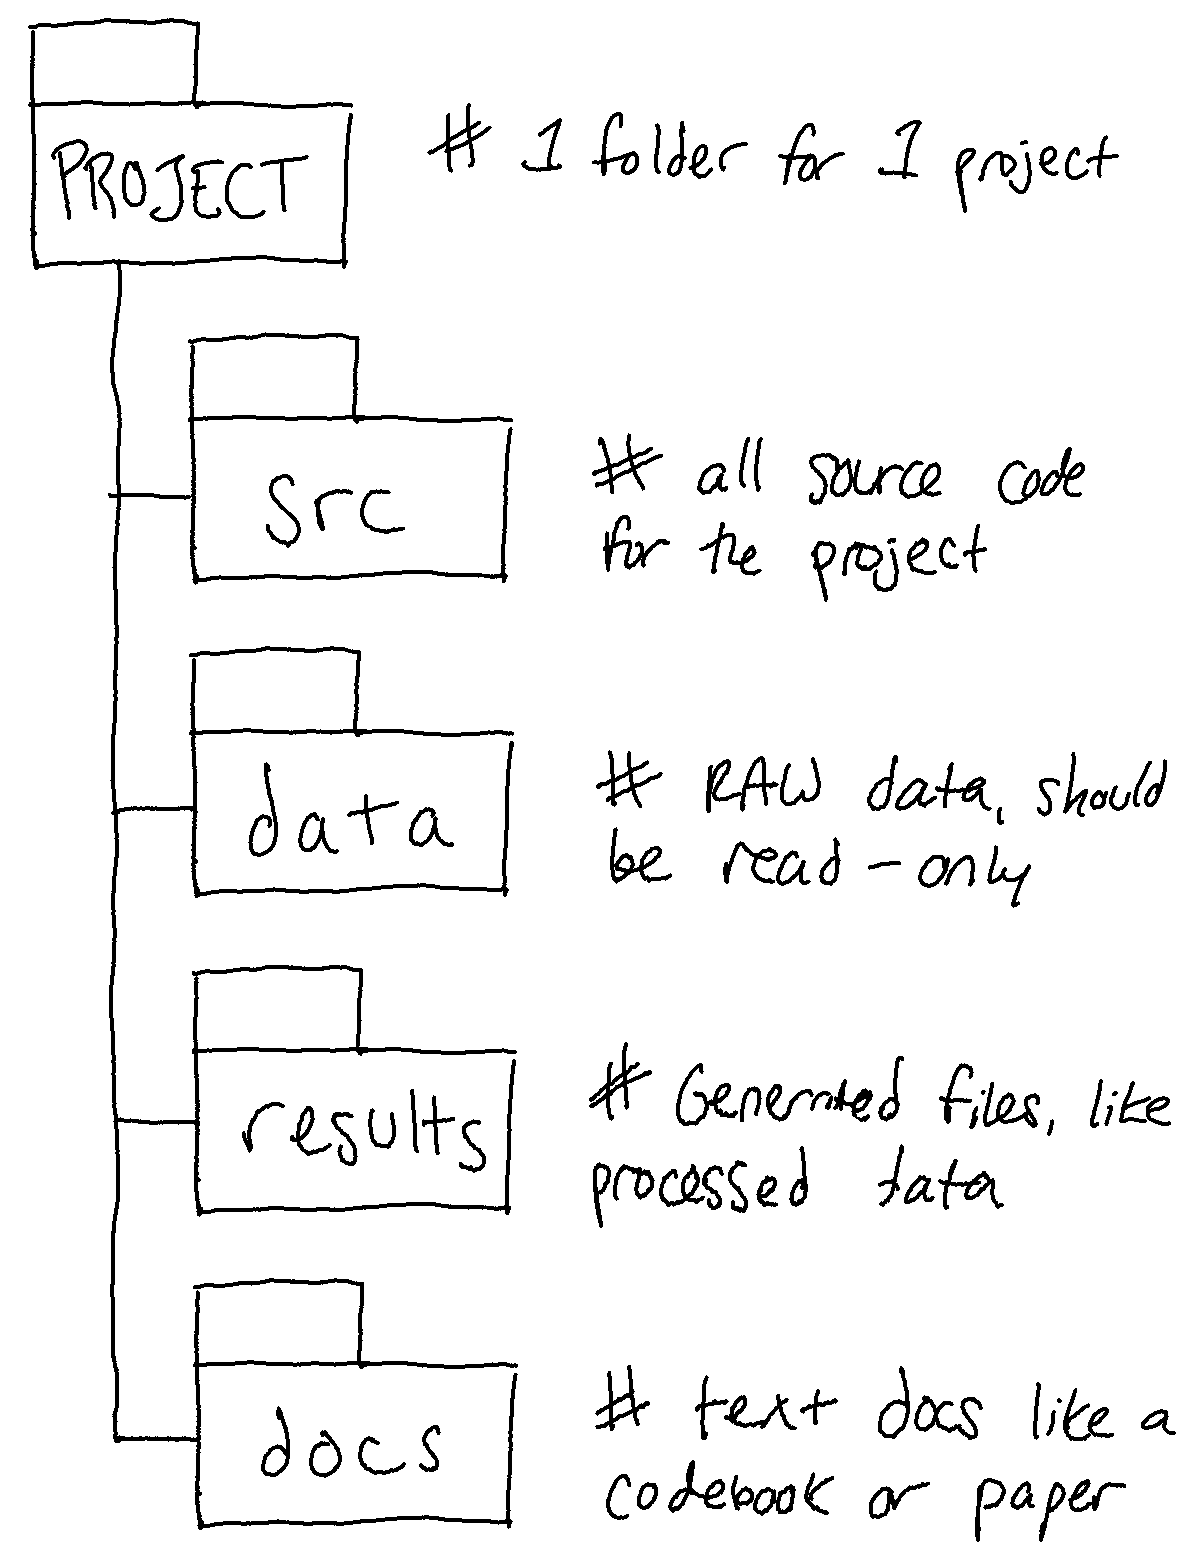 PROJECT
# 1 folder for 1 project
src
# all source code
for the project
data
# RAW data, should
be read-only
results
# Generated files, like
processed data
docs
# text docs like a
codebook or paper